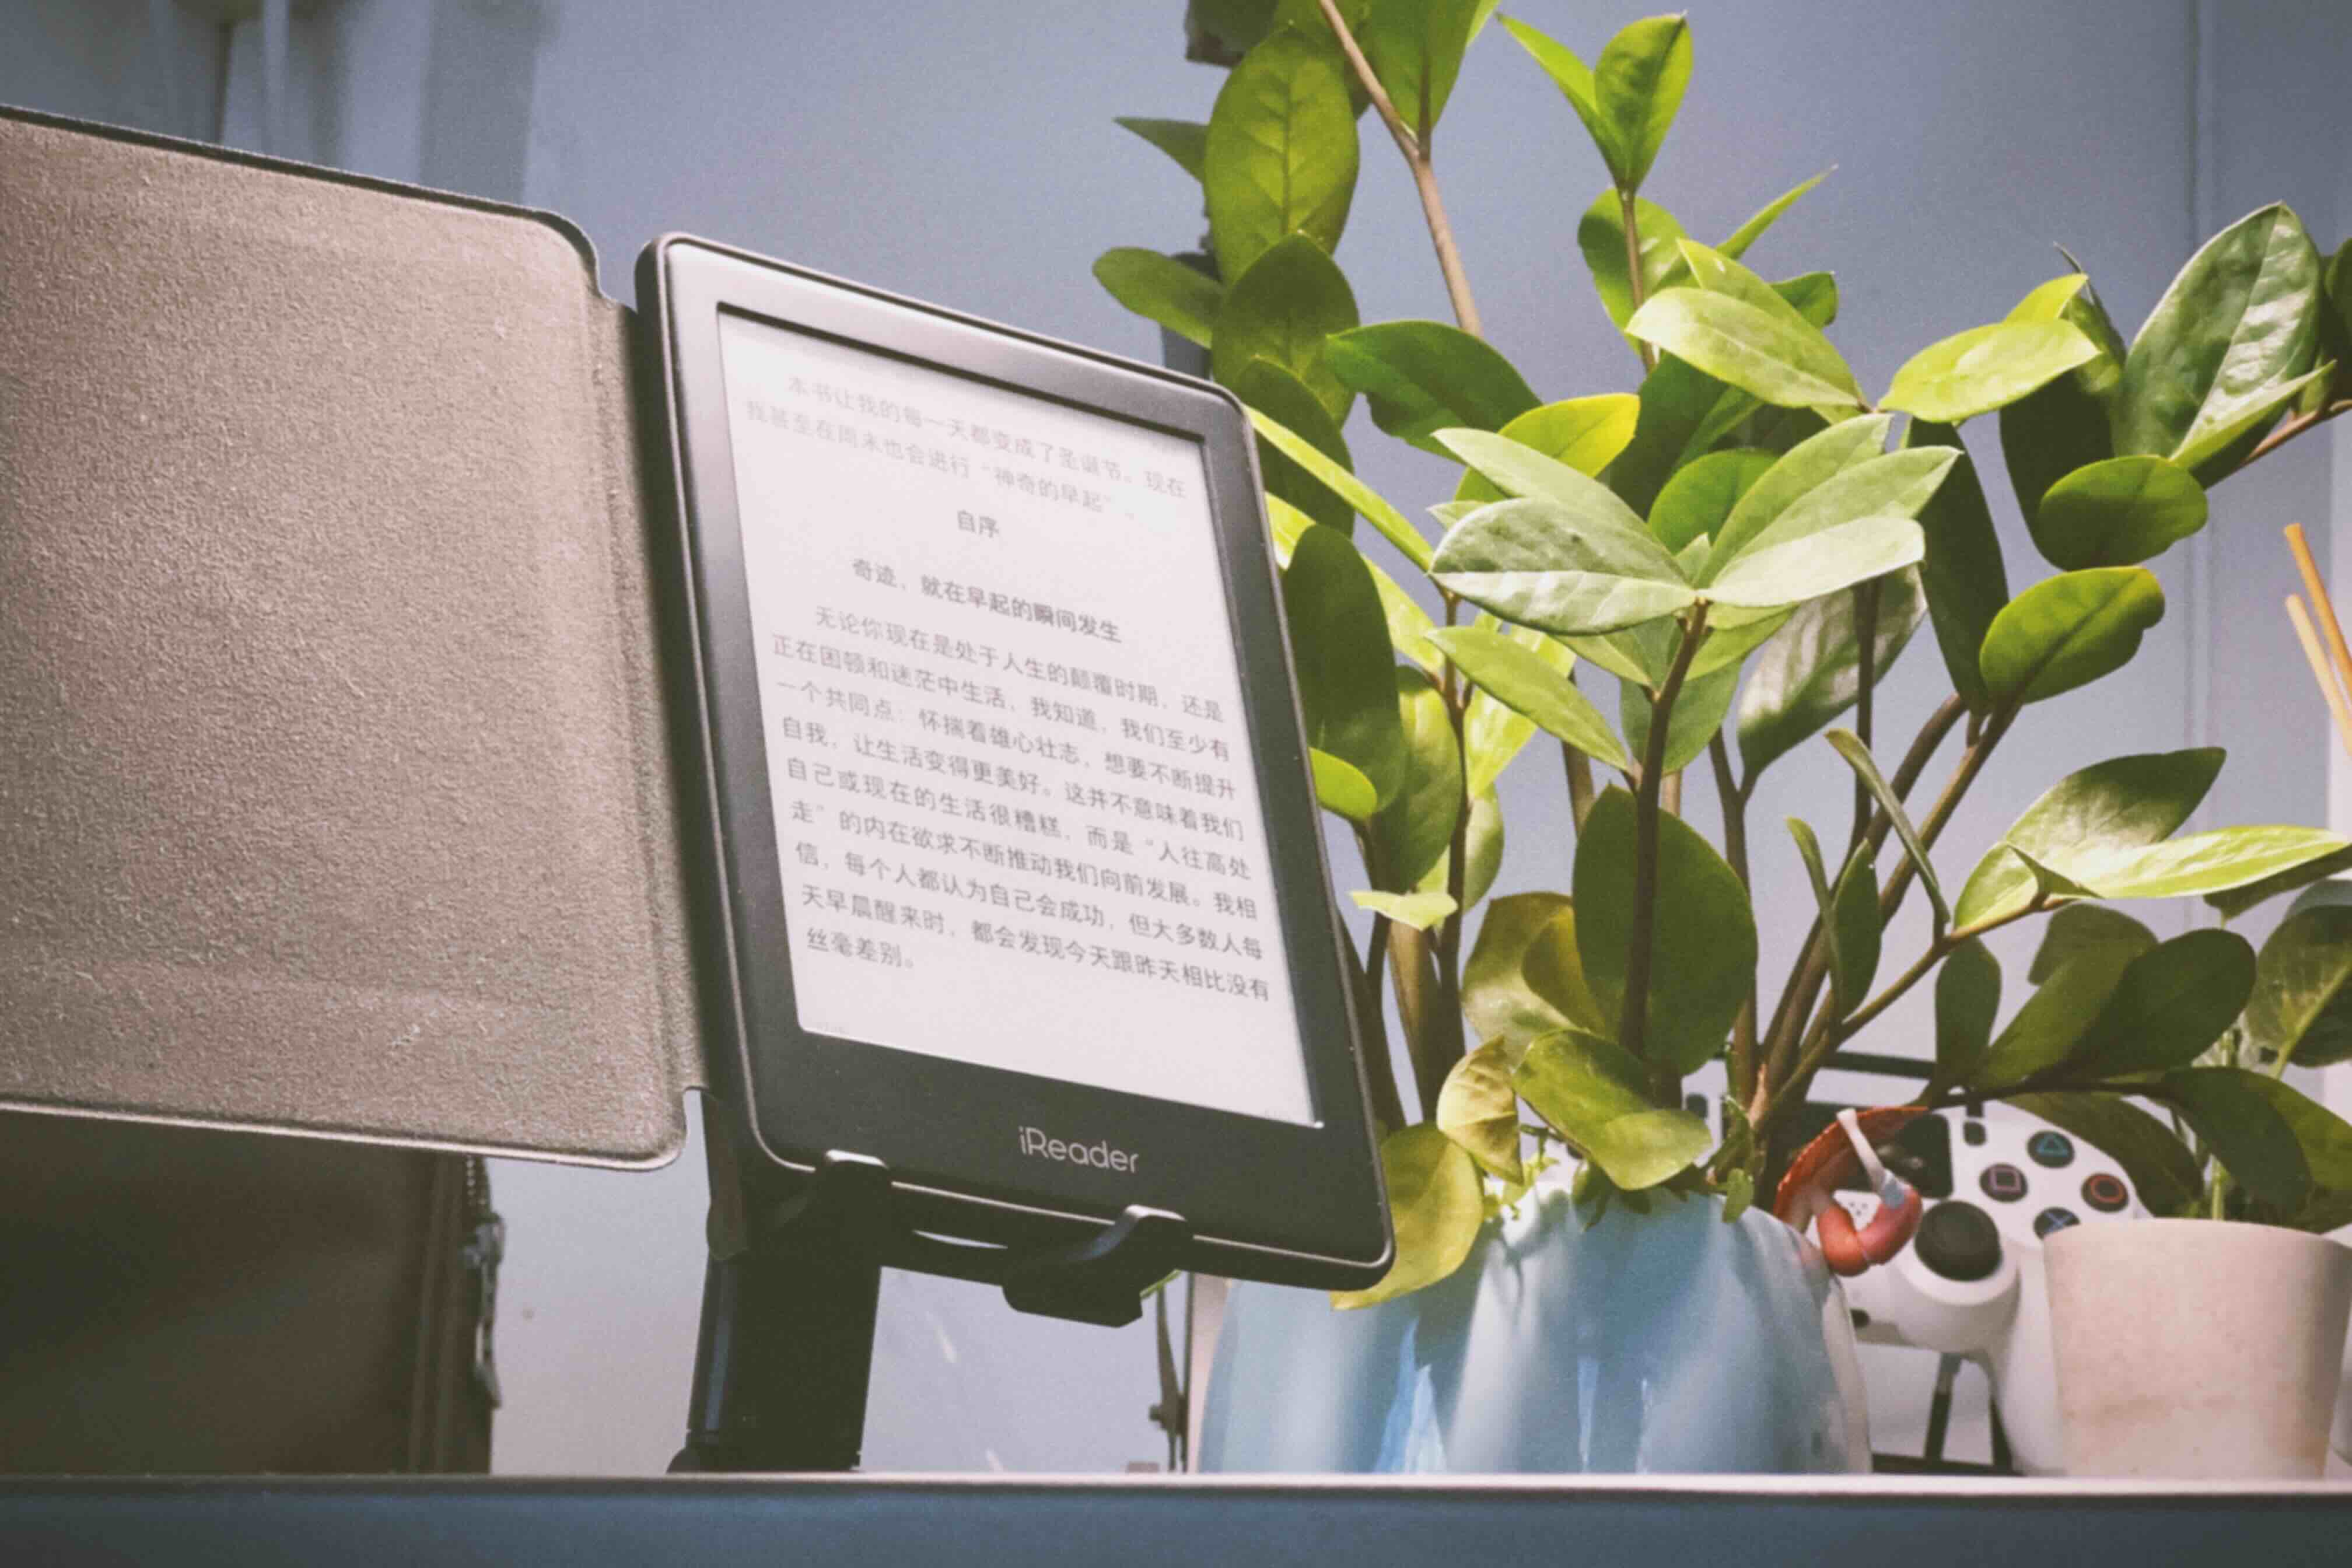 本书让我的每一天都变成了圣诞节。现在
我甚至在周末也会进行“神奇的早起”。
自序
奇迹，就在早起的瞬间发生
无论你现在是处于人生的颠覆时期，还是
正在困顿和迷茫中生活，我知道，我们至少有
一个共同点：怀揣着雄心壮志，想要不断提升
自我，让生活变得更美好。这并不意味着我们
自己或现在的生活很糟糕，而是“人往高处
走”的内在欲求不断推动我们向前发展。我相
信，每个人都认为自己会成功，但大多数人每
天早晨醒来时，都会发现今天跟昨天相比没有
丝毫差别。
iReader